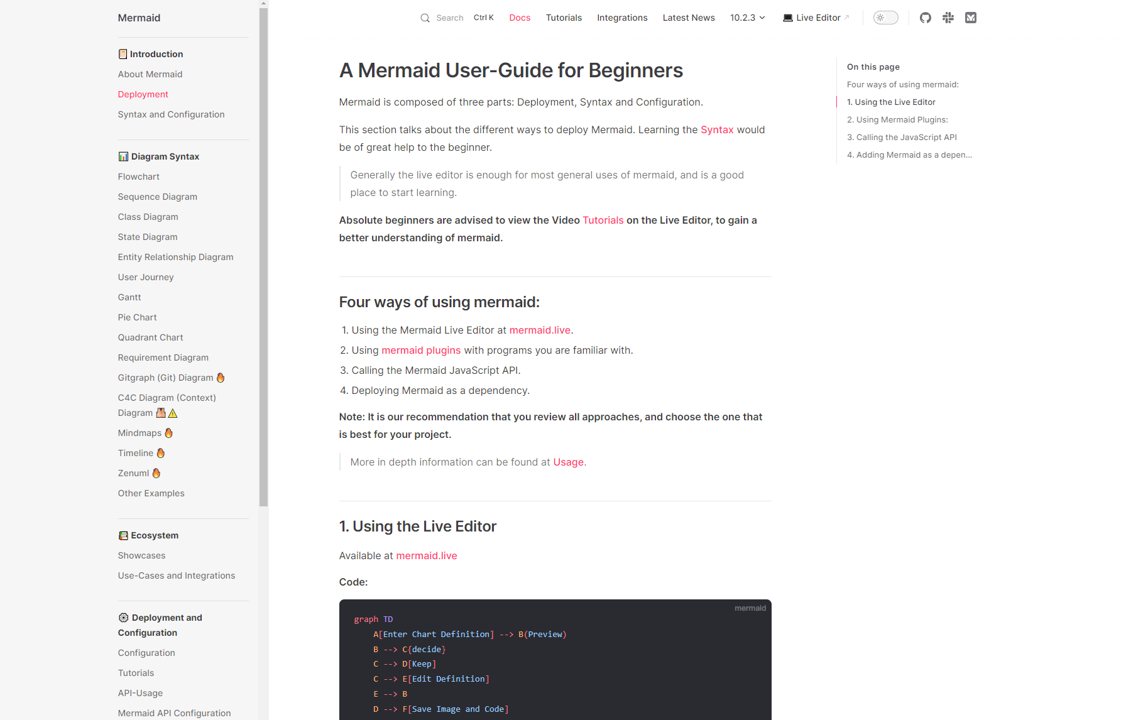 Mermaid
Search Ctrl K Docs Tutorials Integrations Latest News 10.2.3 Live Editor
Introduction
About Mermaid
Deployment
Syntax and Configuration
Diagram Syntax
Flowchart
Sequence Diagram
Class Diagram
State Diagram
Entity Relationship Diagram
User Journey
Gantt
Pie Chart
Quadrant Chart
Requirement Diagram
Gitgraph (Git) Diagram
C4C Diagram (Context)
Diagram
Mindmaps
Timeline
Zenuml
Other Examples
Ecosystem
Showcases
Use-Cases and Integrations
Deployment and
Configuration
Configuration
Tutorials
API-Usage
Mermaid API Configuration
A Mermaid User-Guide for Beginners
Mermaid is composed of three parts: Deployment, Syntax and Configuration.
This section talks about the different ways to deploy Mermaid. Learning the Syntax would
be of great help to the beginner.
Generally the live editor is enough for most general uses of mermaid, and is a good
place to start learning.
Absolute beginners are advised to view the Video Tutorials on the Live Editor, to gain a
better understanding of mermaid.
Four ways of using mermaid:
1. Using the Mermaid Live Editor at mermaid.live.
2. Using mermaid plugins with programs you are familiar with.
3. Calling the Mermaid JavaScript API.
4. Deploying Mermaid as a dependency.
Note: It is our recommendation that you review all approaches, and choose the one that
is best for your project.
More in depth information can be found at Usage.
1. Using the Live Editor
Available at mermaid.live
Code:
mermaid
graph TD
A[Enter Chart Definition] --> B(Preview)
B --> C{decide}
C --> D[Keep]
C --> E[Edit Definition]
E --> B
D --> F[Save Image and Code]
On this page
Four ways of using mermaid:
1. Using the Live Editor
2. Using Mermaid Plugins:
3. Calling the JavaScript API
4. Adding Mermaid as a depen...